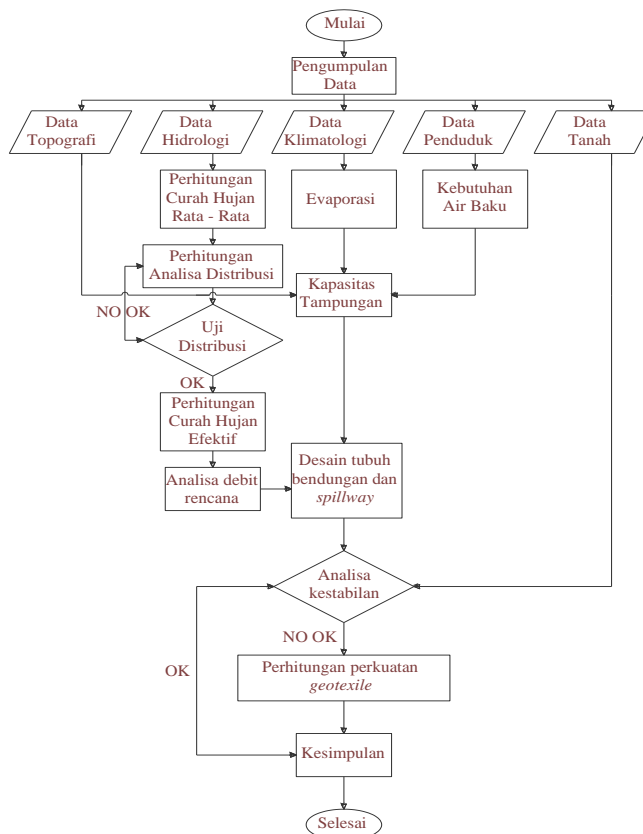 Mulai
Pengumpulan
Data
Data
Topografi
Data
Hidrologi
Data
Klimatologi
Data
Penduduk
Data
Tanah
Perhitungan
Curah Hujan
Rata - Rata
Evaporasi
Kebutuhan
Air Baku
Perhitungan
Analisa Distribusi
Kapasitas
Tampungan
NO OK
Uji
Distribusi
OK
Perhitungan
Curah Hujan
Efektif
Analisa debit
rencana
Desain tubuh
bendungan dan
spillway
Analisa
kestabilan
NO OK
OK
Perhitungan perkuatan
geotexile
Kesimpulan
Selesai